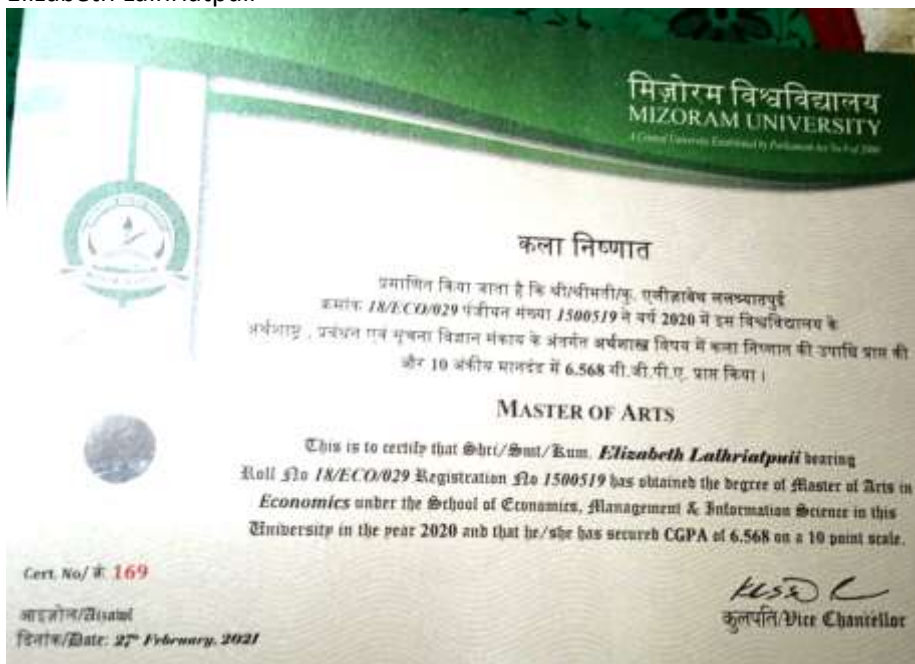 Elizabeth Lalhriatpuii
मिज़ोरम विश्वविद्यालय
MIZORAM UNIVERSITY
A Central University Established by Parliament Act
कला निष्णात
प्रमाणित किया जाता है कि श्री/श्रीमती/कु. एलीज़ाबेथ ललह्र्यातपुई
क्रमांक 18/ECO/029 पंजीयन संख्या 1500519 ने वर्ष 2020 में इस विश्वविद्यालय के
अर्थशास्त्र, प्रबंधन एवं सूचना विज्ञान संकाय के अंतर्गत अर्थशास्त्र विषय में कला निष्णात की उपाधि प्राप्त की
और 10 अंकीय मानदंड में 6.568 सी.जी.पी.ए. प्राप्त किया।
MASTER OF ARTS
This is to certify that Shri/Smt/Kum. Elizabeth Lalhriatpuii bearing
Roll No 18/ECO/029 Registration No 1500519 has obtained the degree of Master of Arts in
Economics under the School of Economics, Management & Information Science in this
University in the year 2020 and that he/she has secured CGPA of 6.568 on a 10 point scale.
Cert. No/ क्र. 169
आइज़ोल/Aizawl
दिनांक/Date: 27th February, 2021
कुलपति/Vice Chancellor